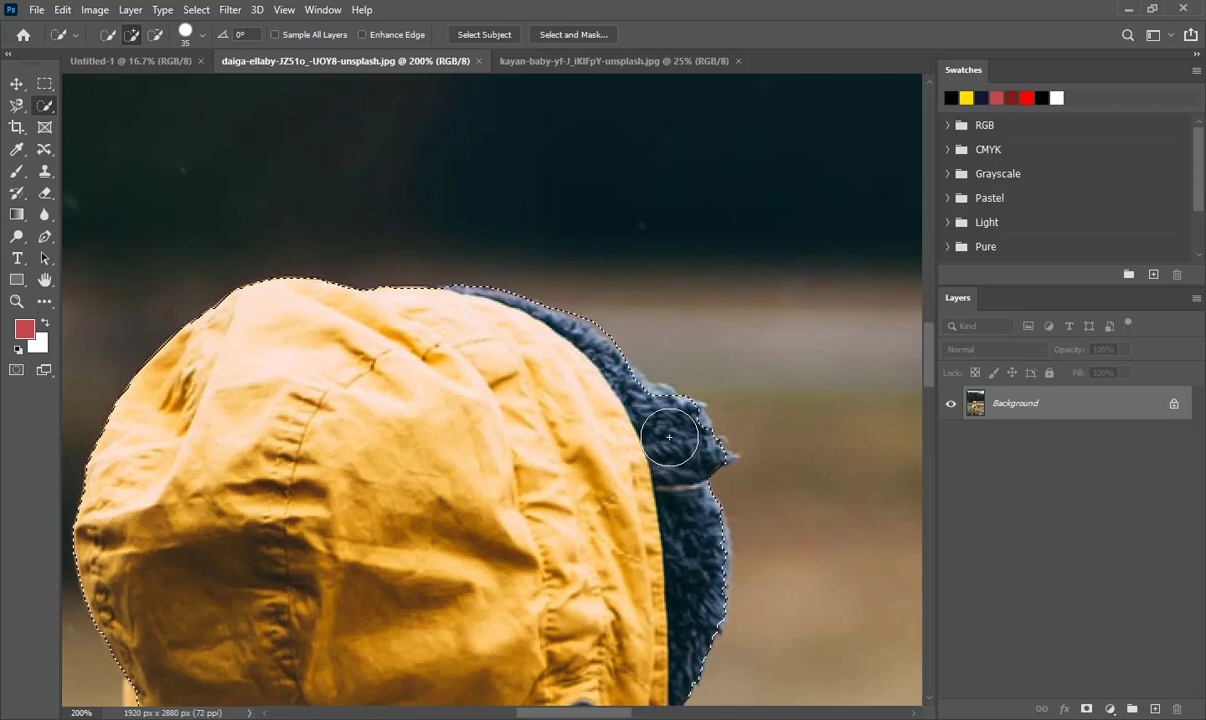 Ps File Edit Image Layer Type Select Filter 3D View Window Help
35 0° Sample All Layers Enhance Edge Select Subject Select and Mask...
Untitled-1 @ 16.7% (RGB/8) × daiga-ellaby-JZ51o_-UOY8-unsplash.jpg @ 200% (RGB/8) × kayan-baby-yf-J_iKIFpY-unsplash.jpg @ 25% (RGB/8) ×
Swatches
RGB
CMYK
Grayscale
Pastel
Light
Pure
Layers
Kind
Normal Opacity: 100%
Lock: Fill: 100%
Background
T
200% 1920 px x 2880 px (72 ppi)